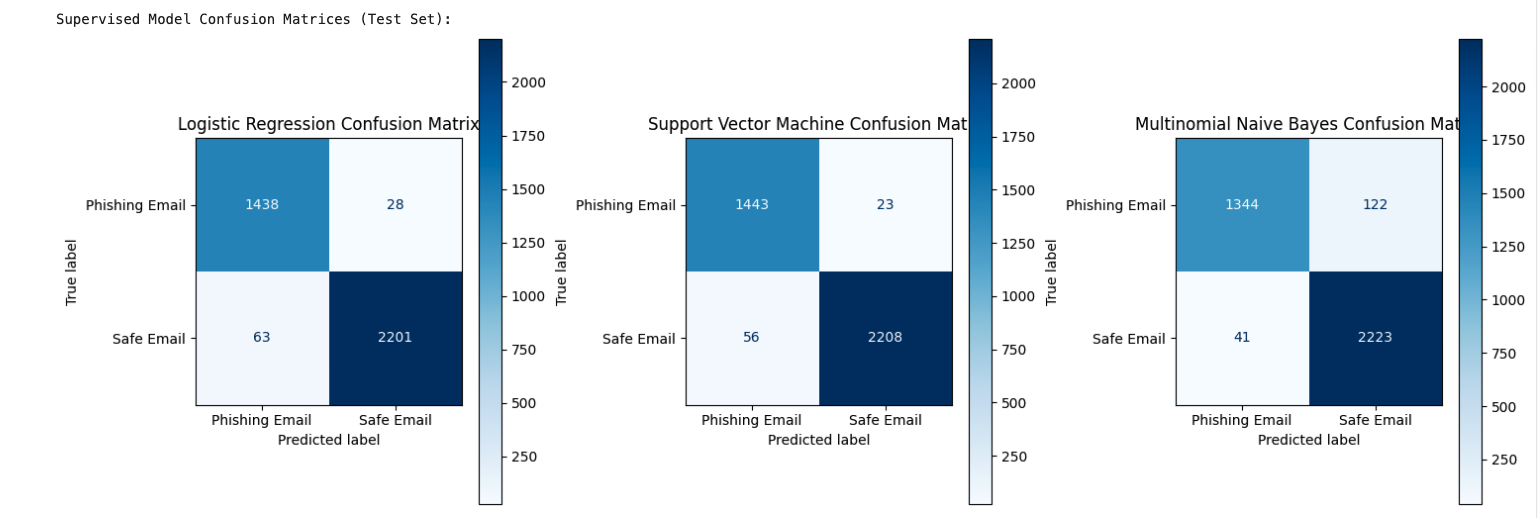 Supervised Model Confusion Matrices (Test Set):
Logistic Regression Confusion Matrix
Phishing Email
1438
28
Safe Email
63
2201
Phishing Email
Safe Email
Predicted label
True label
2000
1750
1500
1250
1000
750
500
250
Support Vector Machine Confusion Mat
Phishing Email
1443
23
Safe Email
56
2208
Phishing Email
Safe Email
Predicted label
True label
2000
1750
1500
1250
1000
750
500
250
Multinomial Naive Bayes Confusion Mat
Phishing Email
1344
122
Safe Email
41
2223
Phishing Email
Safe Email
Predicted label
True label
2000
1750
1500
1250
1000
750
500
250